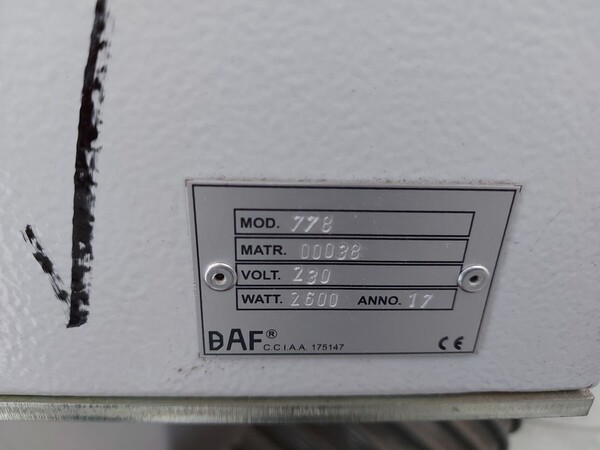 MOD. 778
MATR. 00038
VOLT. 230
WATT. 2600 ANNO. 17
DAF®
C.C.I.A.A. 175147
CE